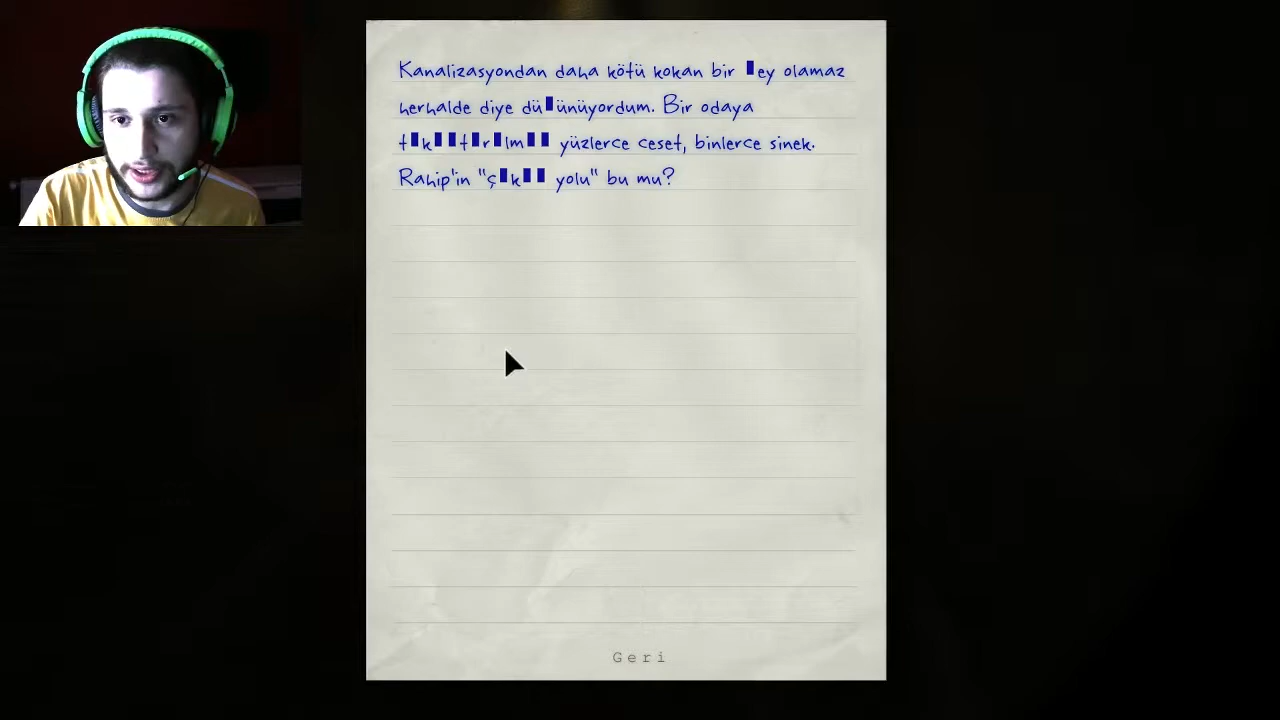 Kanalizasyondan daha kötü kokan bir ▮ey olamaz
herhalde diye dü▮ünüyordum. Bir odaya
t▮k▮▮t▮r▮lm▮▮ yüzlerce ceset, binlerce sinek.
Rahip'in "ç▮k▮▮ yolu" bu mu?
Geri